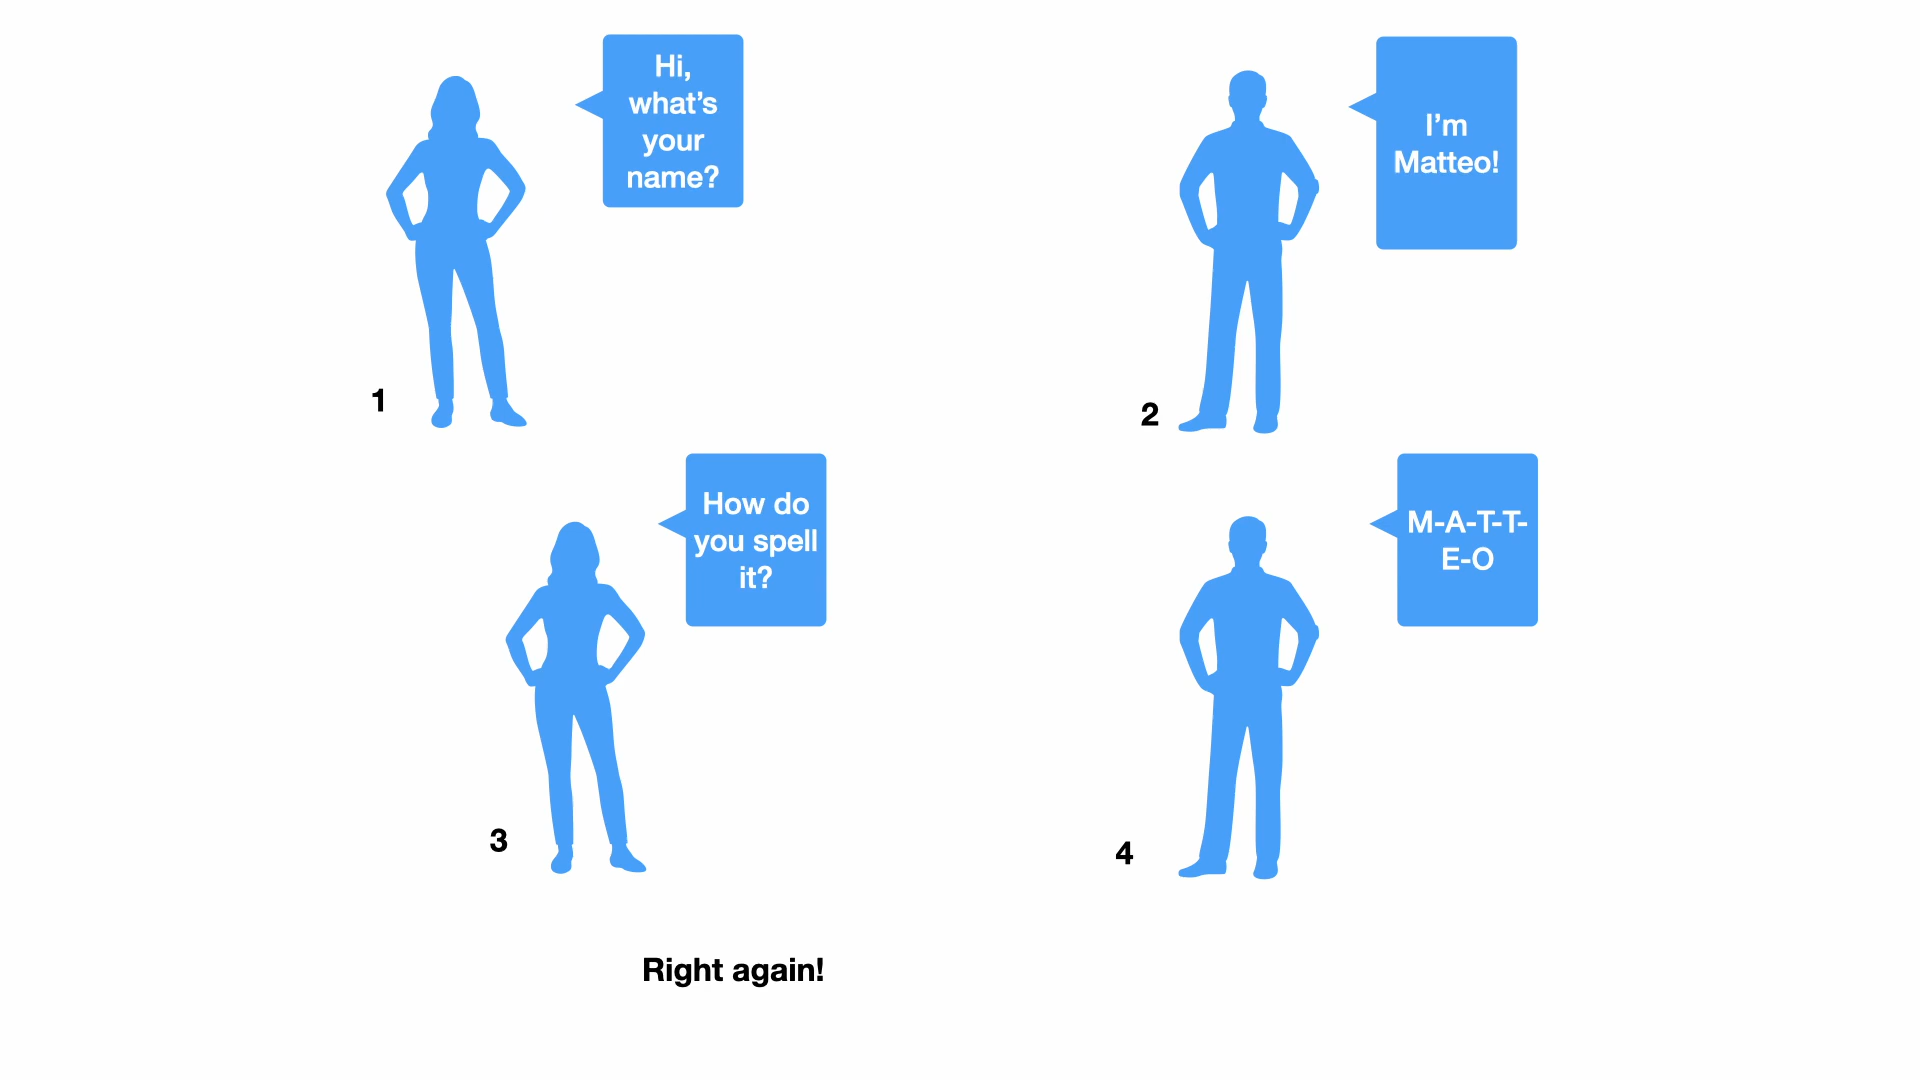 Hi,
what’s
your
name?
I’m
Matteo!
1
2
How do
you spell
it?
M-A-T-T-
E-O
3
4
Right again!